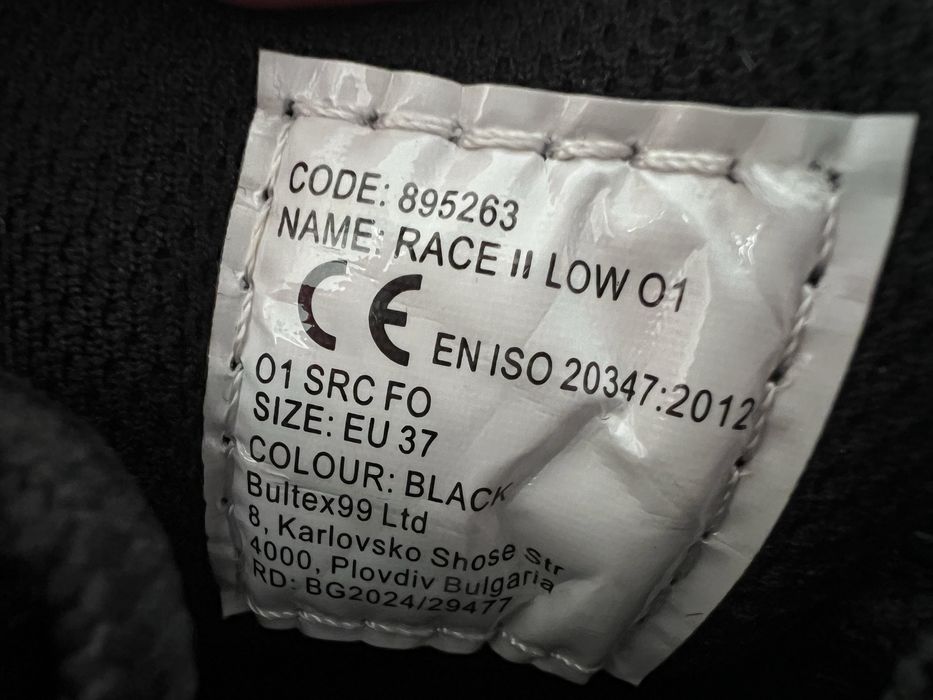 CODE: 895263
NAME: RACE II LOW O1
CE EN ISO 20347:2012
O1 SRC FO
SIZE: EU 37
COLOUR: BLACK
Bultex99 Ltd
8, Karlovsko Shose Str
4000, Plovdiv Bulgaria
RD: BG2024/29477